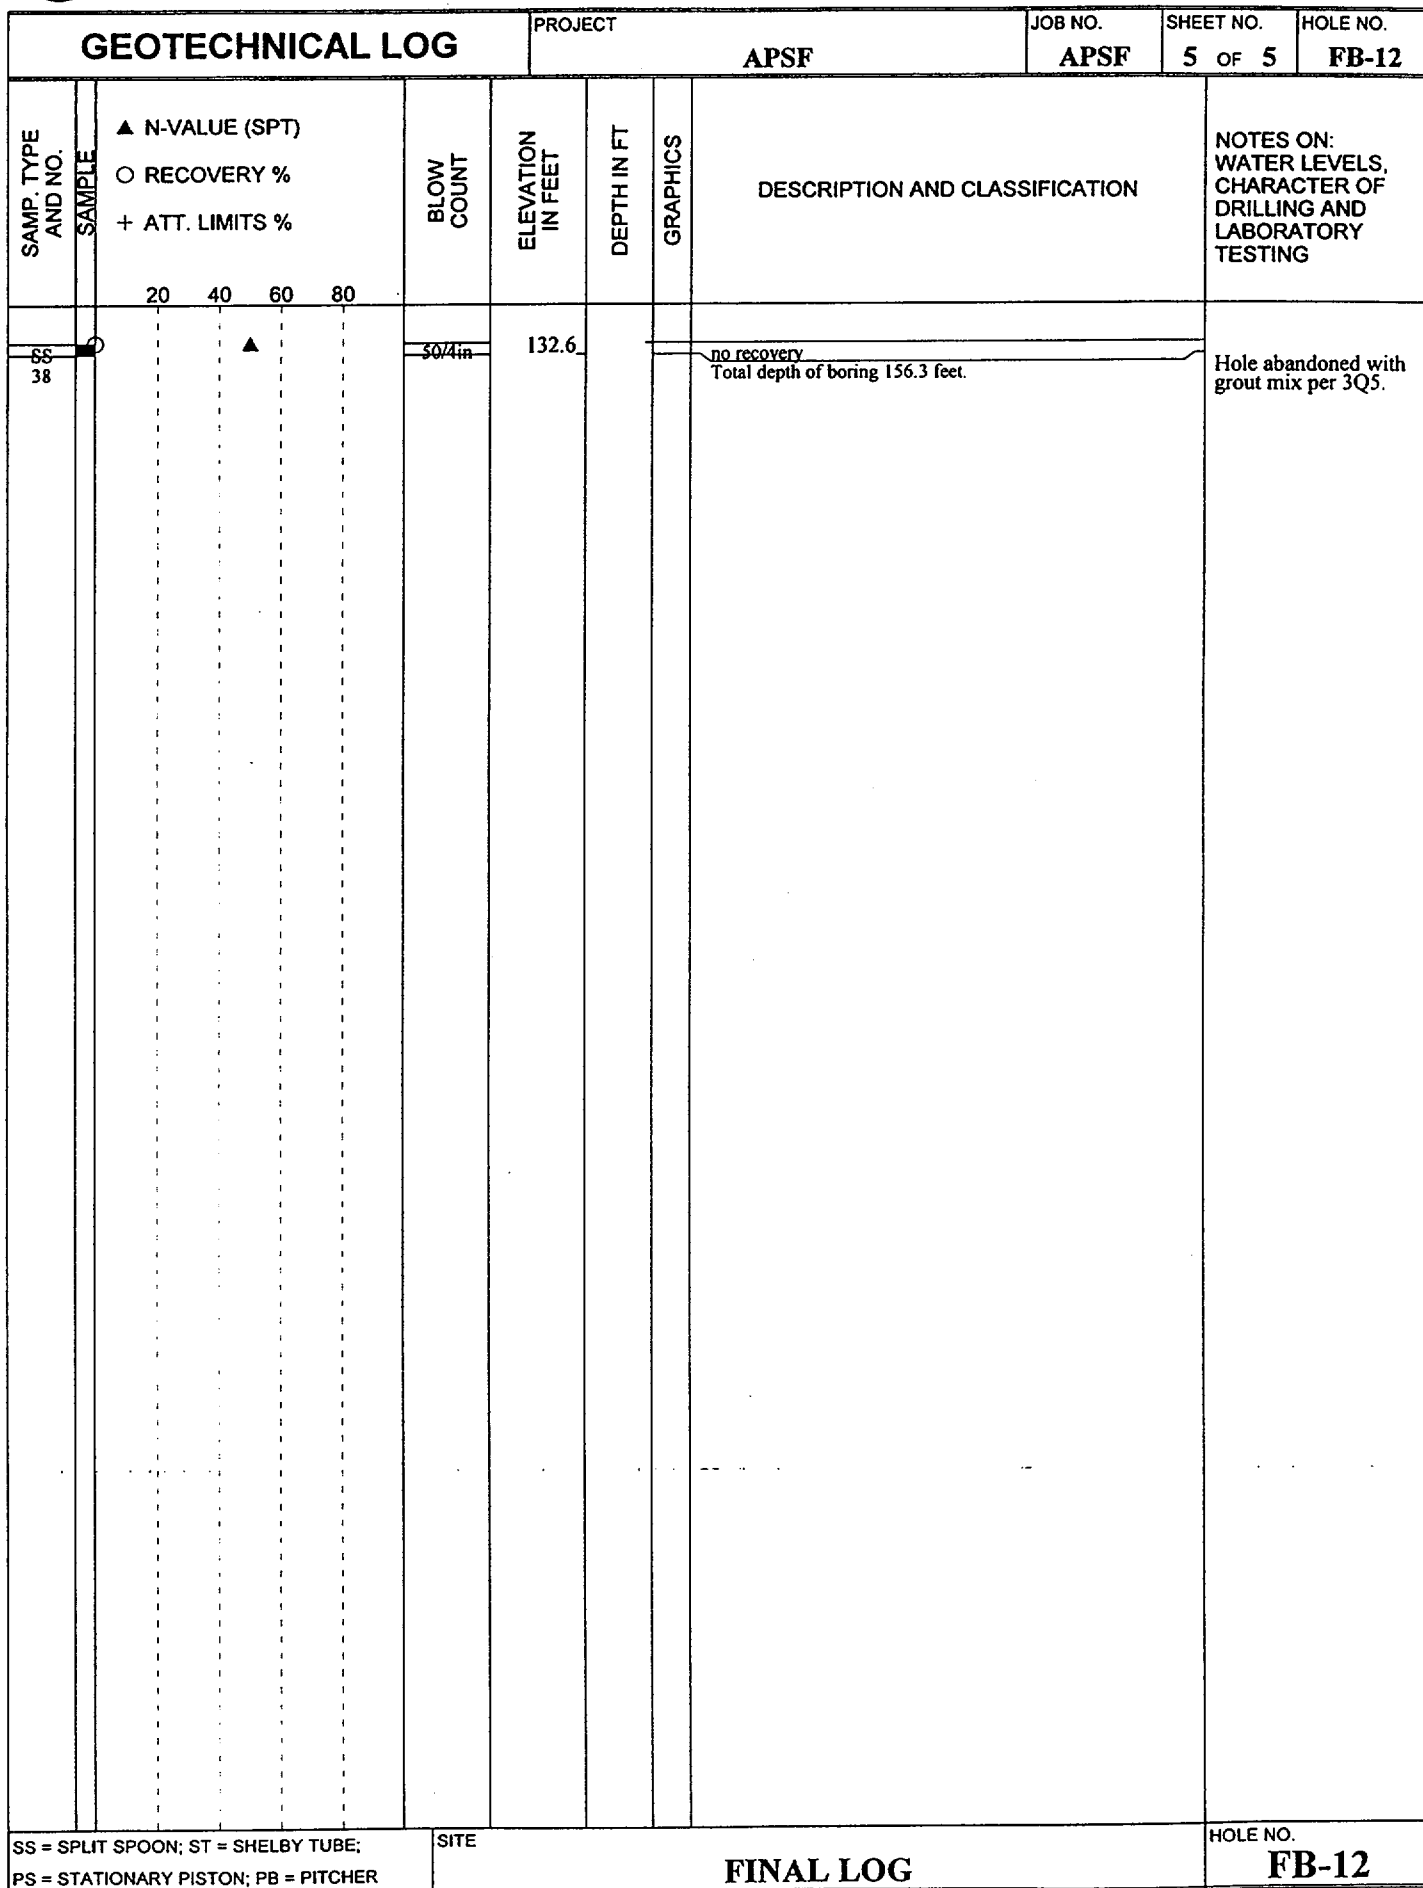 GEOTECHNICAL LOG
PROJECT
APSF
JOB NO.
APSF
SHEET NO.
5 OF 5
HOLE NO.
FB-12
SAMP. TYPE
AND NO.
SAMPLE
▲ N-VALUE (SPT)
○ RECOVERY %
+ ATT. LIMITS %
20 40 60 80
BLOW
COUNT
ELEVATION
IN FEET
DEPTH IN FT
GRAPHICS
DESCRIPTION AND CLASSIFICATION
NOTES ON:
WATER LEVELS,
CHARACTER OF
DRILLING AND
LABORATORY
TESTING
SS
38
50/4in
132.6
no recovery
Total depth of boring 156.3 feet.
Hole abandoned with
grout mix per 3Q5.
SS = SPLIT SPOON; ST = SHELBY TUBE;
PS = STATIONARY PISTON; PB = PITCHER
SITE
FINAL LOG
HOLE NO.
FB-12